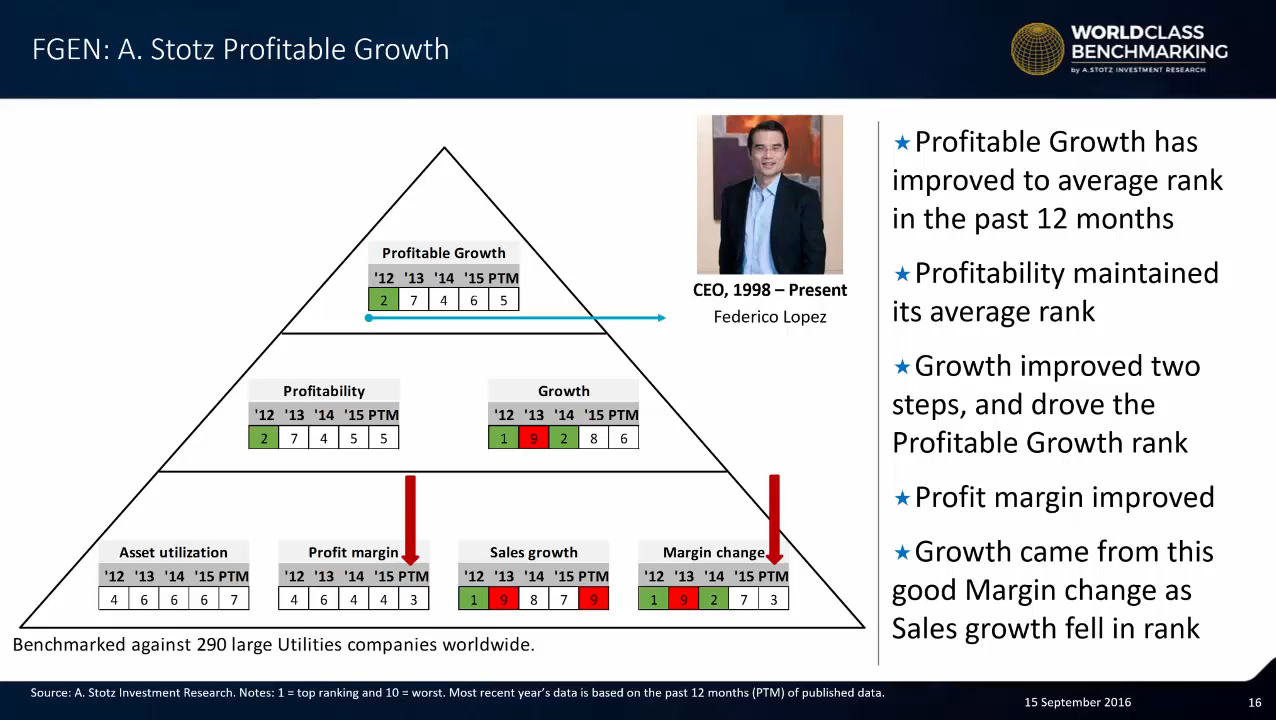 FGEN: A. Stotz Profitable Growth
WORLDCLASS
BENCHMARKING
by A.STOTZ INVESTMENT RESEARCH
Profitable Growth
'12 '13 '14 '15 PTM
2 7 4 6 5
CEO, 1998 – Present
Federico Lopez
Profitability
'12 '13 '14 '15 PTM
2 7 4 5 5
Growth
'12 '13 '14 '15 PTM
1 9 2 8 6
Asset utilization
'12 '13 '14 '15 PTM
4 6 6 6 7
Profit margin
'12 '13 '14 '15 PTM
4 6 4 4 3
Sales growth
'12 '13 '14 '15 PTM
1 9 8 7 9
Margin change
'12 '13 '14 '15 PTM
1 9 2 7 3
Benchmarked against 290 large Utilities companies worldwide.
★Profitable Growth has
improved to average rank
in the past 12 months
★Profitability maintained
its average rank
★Growth improved two
steps, and drove the
Profitable Growth rank
★Profit margin improved
★Growth came from this
good Margin change as
Sales growth fell in rank
Source: A. Stotz Investment Research. Notes: 1 = top ranking and 10 = worst. Most recent year's data is based on the past 12 months (PTM) of published data.
15 September 2016
16